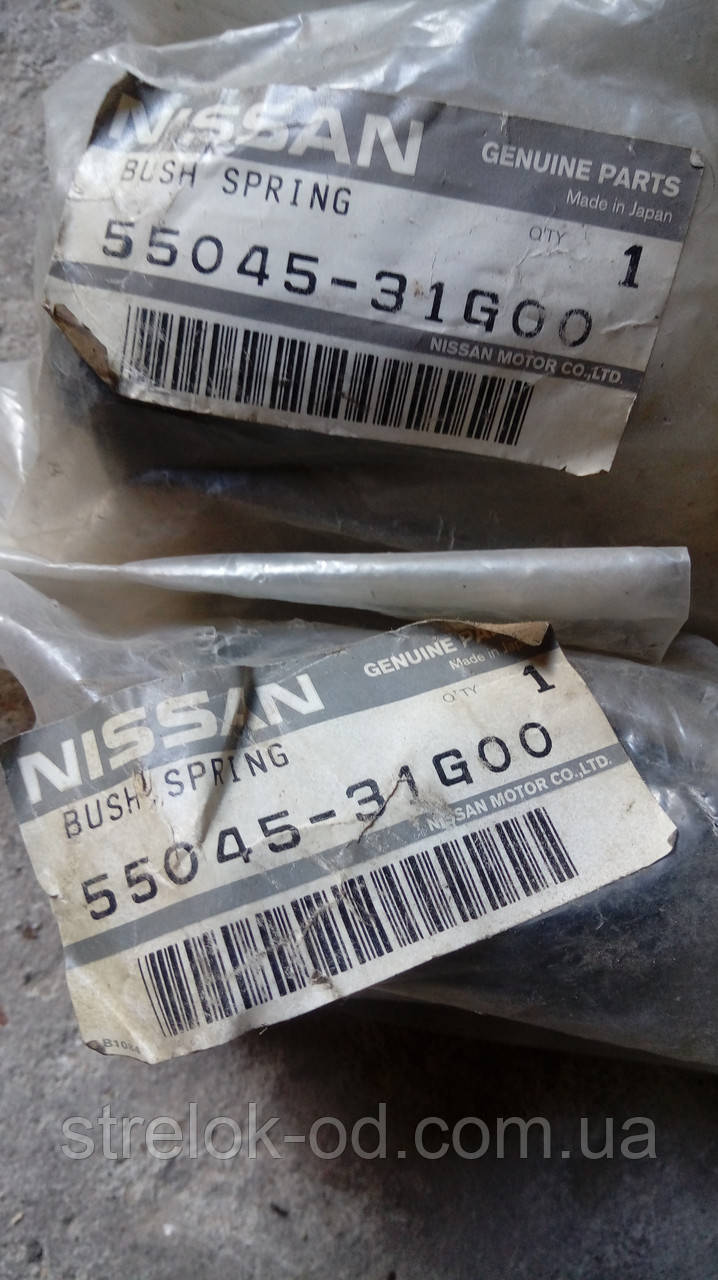 NISSAN
GENUINE PARTS
Made in Japan
BUSH SPRING
Q'TY 1
55045-31G00
NISSAN MOTOR CO.,LTD.
NISSAN
GENUINE PARTS
Made in Japan
BUSH SPRING
Q'TY 1
55045-31G00
NISSAN MOTOR CO.,LTD.
strelok-od.com.ua